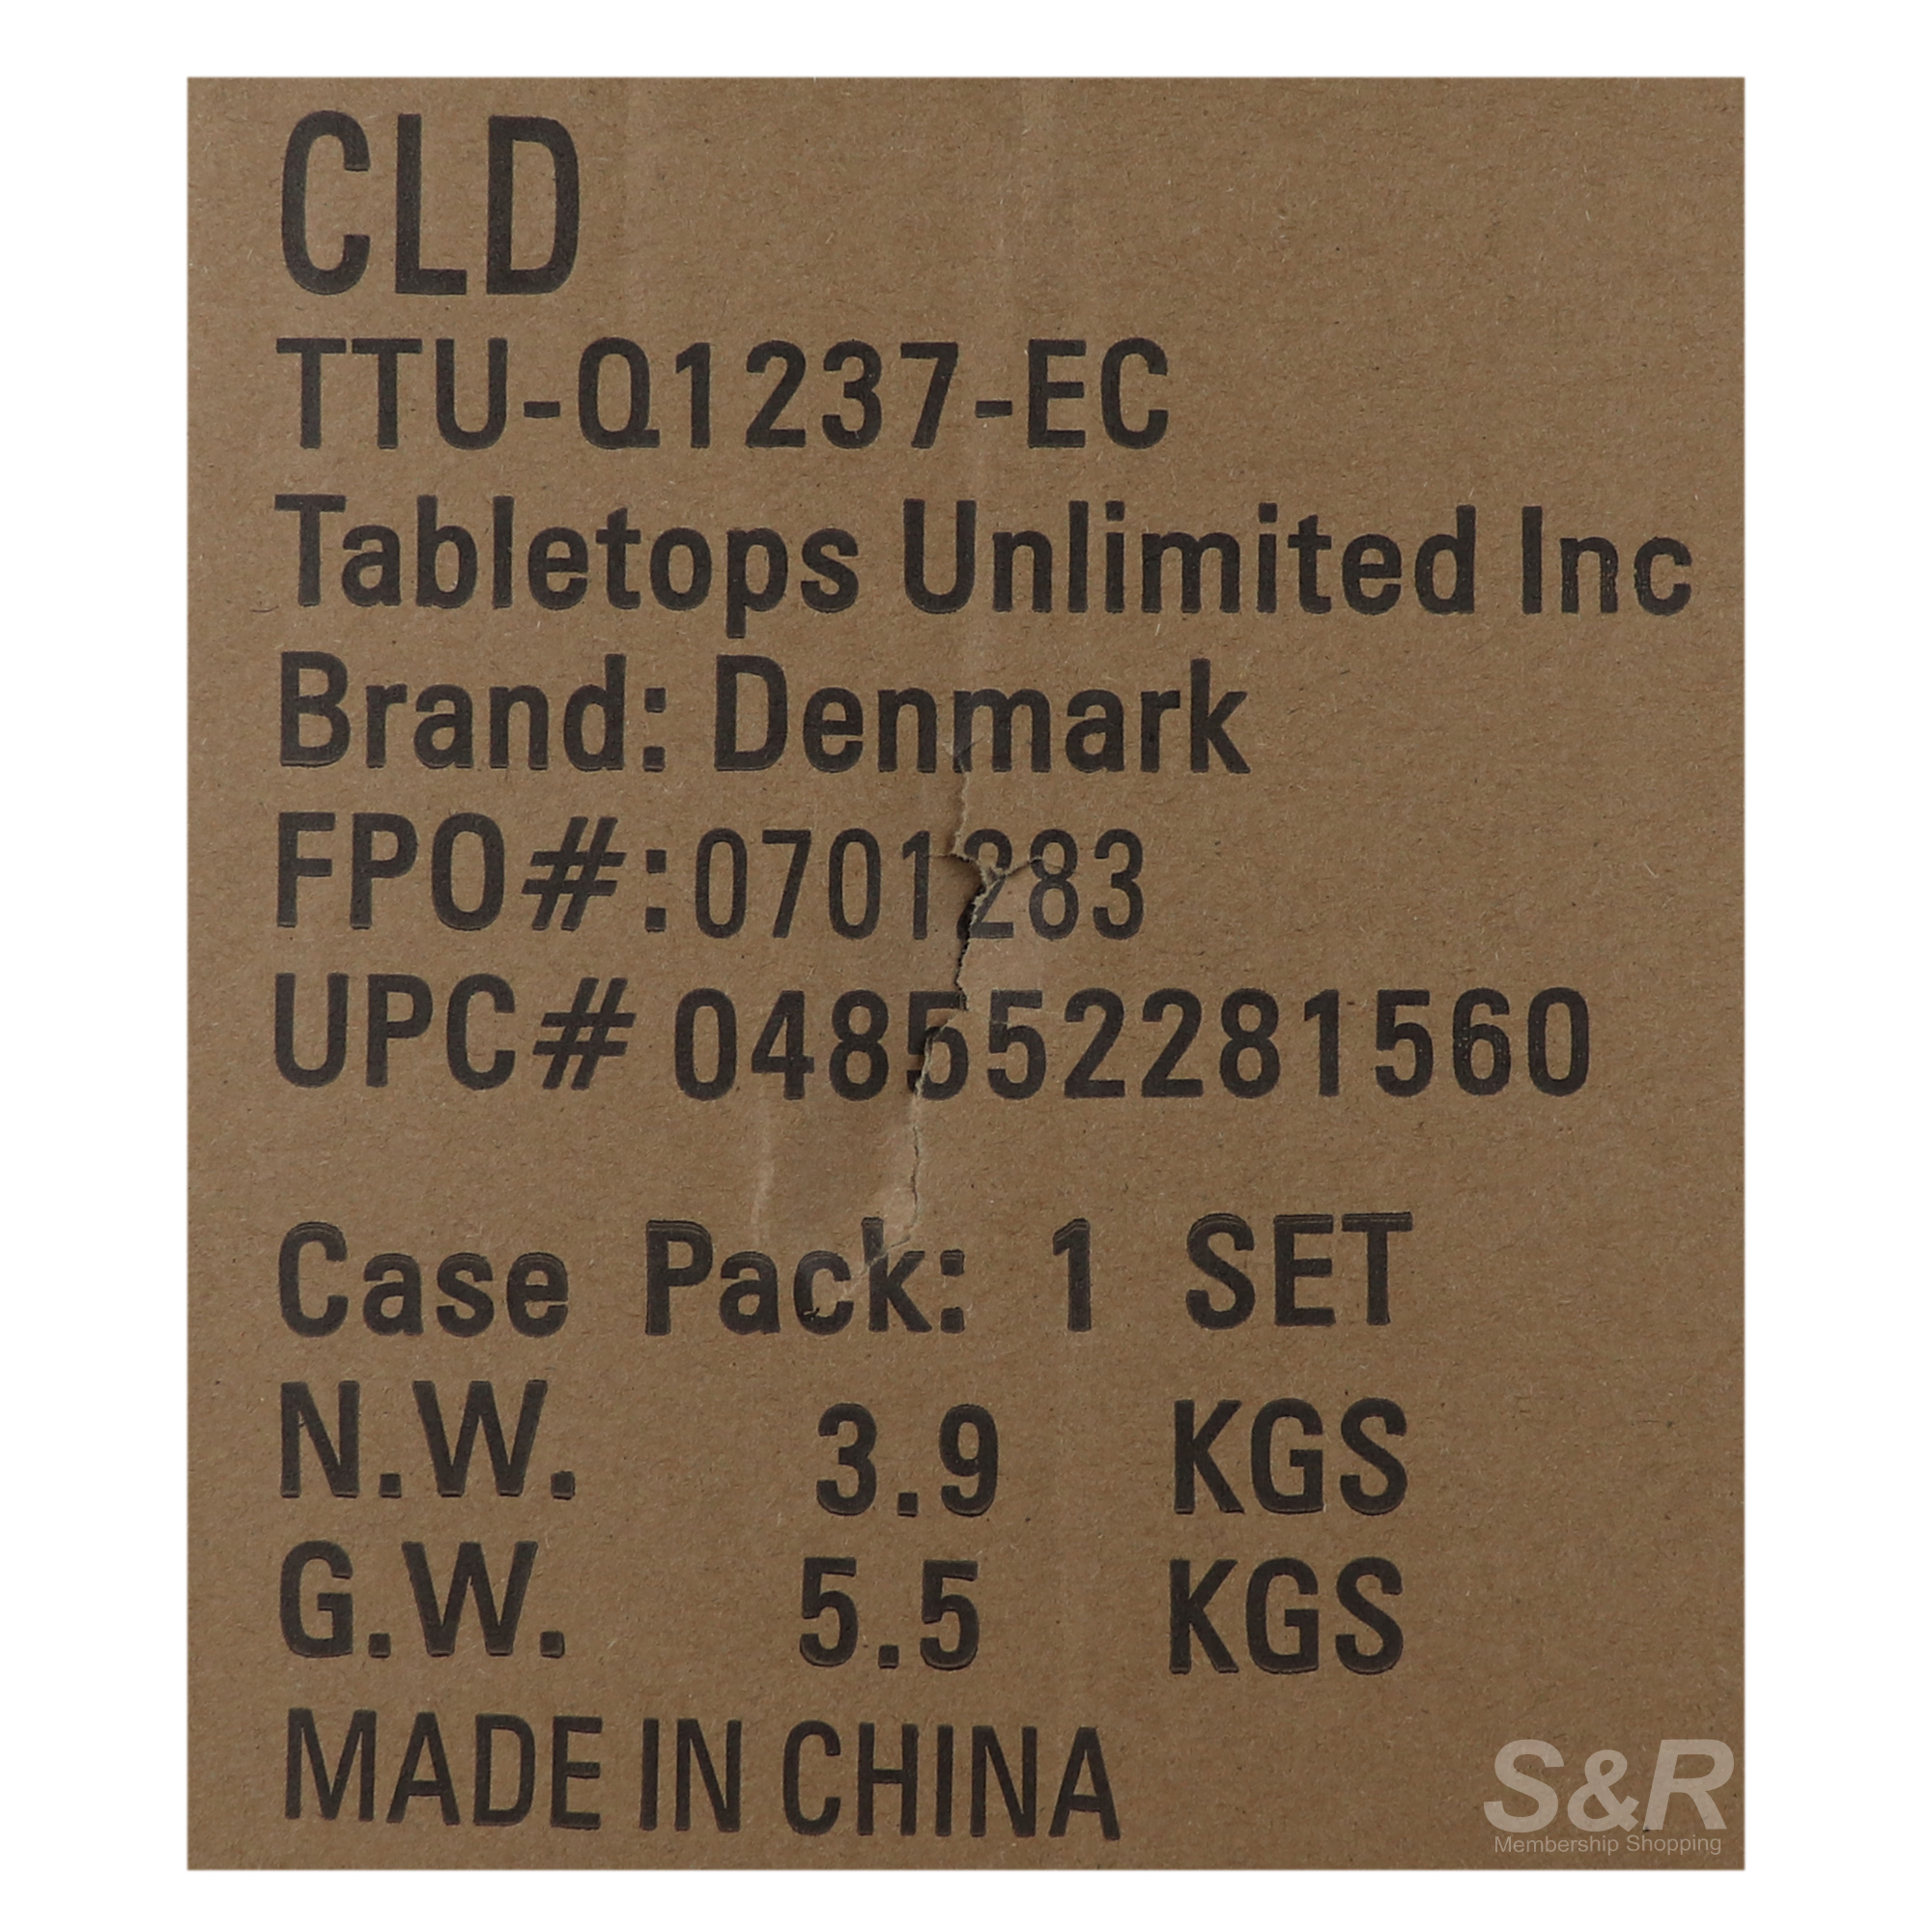 CLD
TTU-Q1237-EC
Tabletops Unlimited Inc
Brand: Denmark
FPO#:0701283
UPC# 048552281560
Case Pack: 1 SET
N.W. 3.9 KGS
G.W. 5.5 KGS
MADE IN CHINA
S&R
Membership Shopping